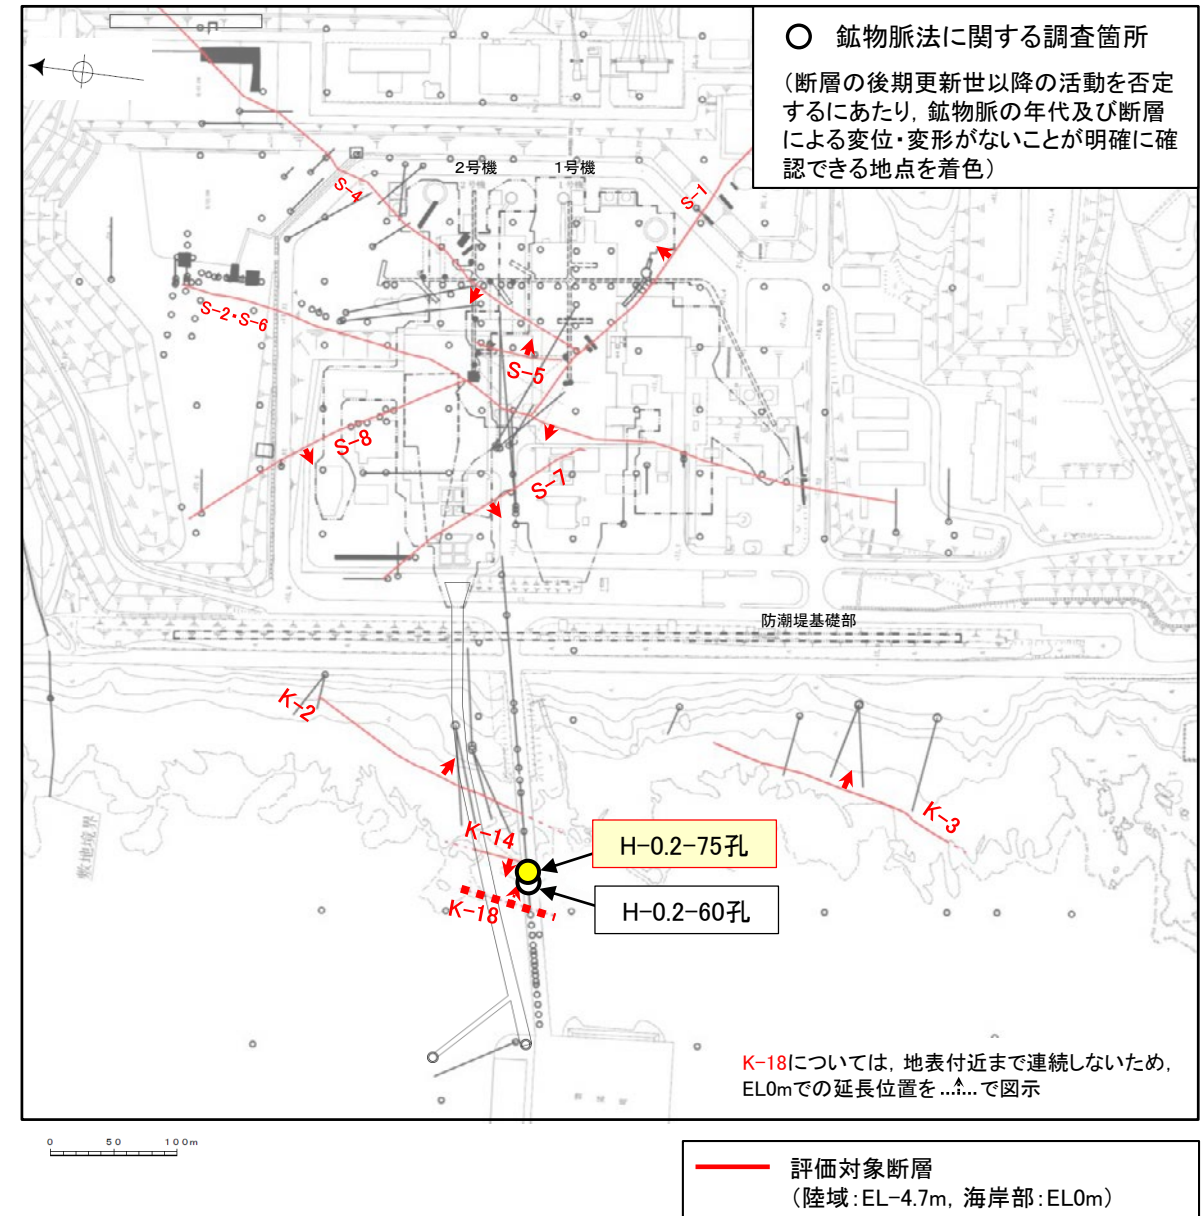 ○ 鉱物脈法に関する調査箇所
（断層の後期更新世以降の活動を否定
するにあたり，鉱物脈の年代及び断層
による変位・変形がないことが明確に確
認できる地点を着色）
2号機
1号機
S-4
S-1
S-2・S-6
S-5
S-8
S-7
防潮堤基礎部
K-2
K-3
K-14
H-0.2-75孔
K-18
H-0.2-60孔
敷地境界
K-18については，地表付近まで連続しないため，
EL0mでの延長位置を
で図示
0 50 100m
評価対象断層
（陸域：EL-4.7m，海岸部：EL0m）